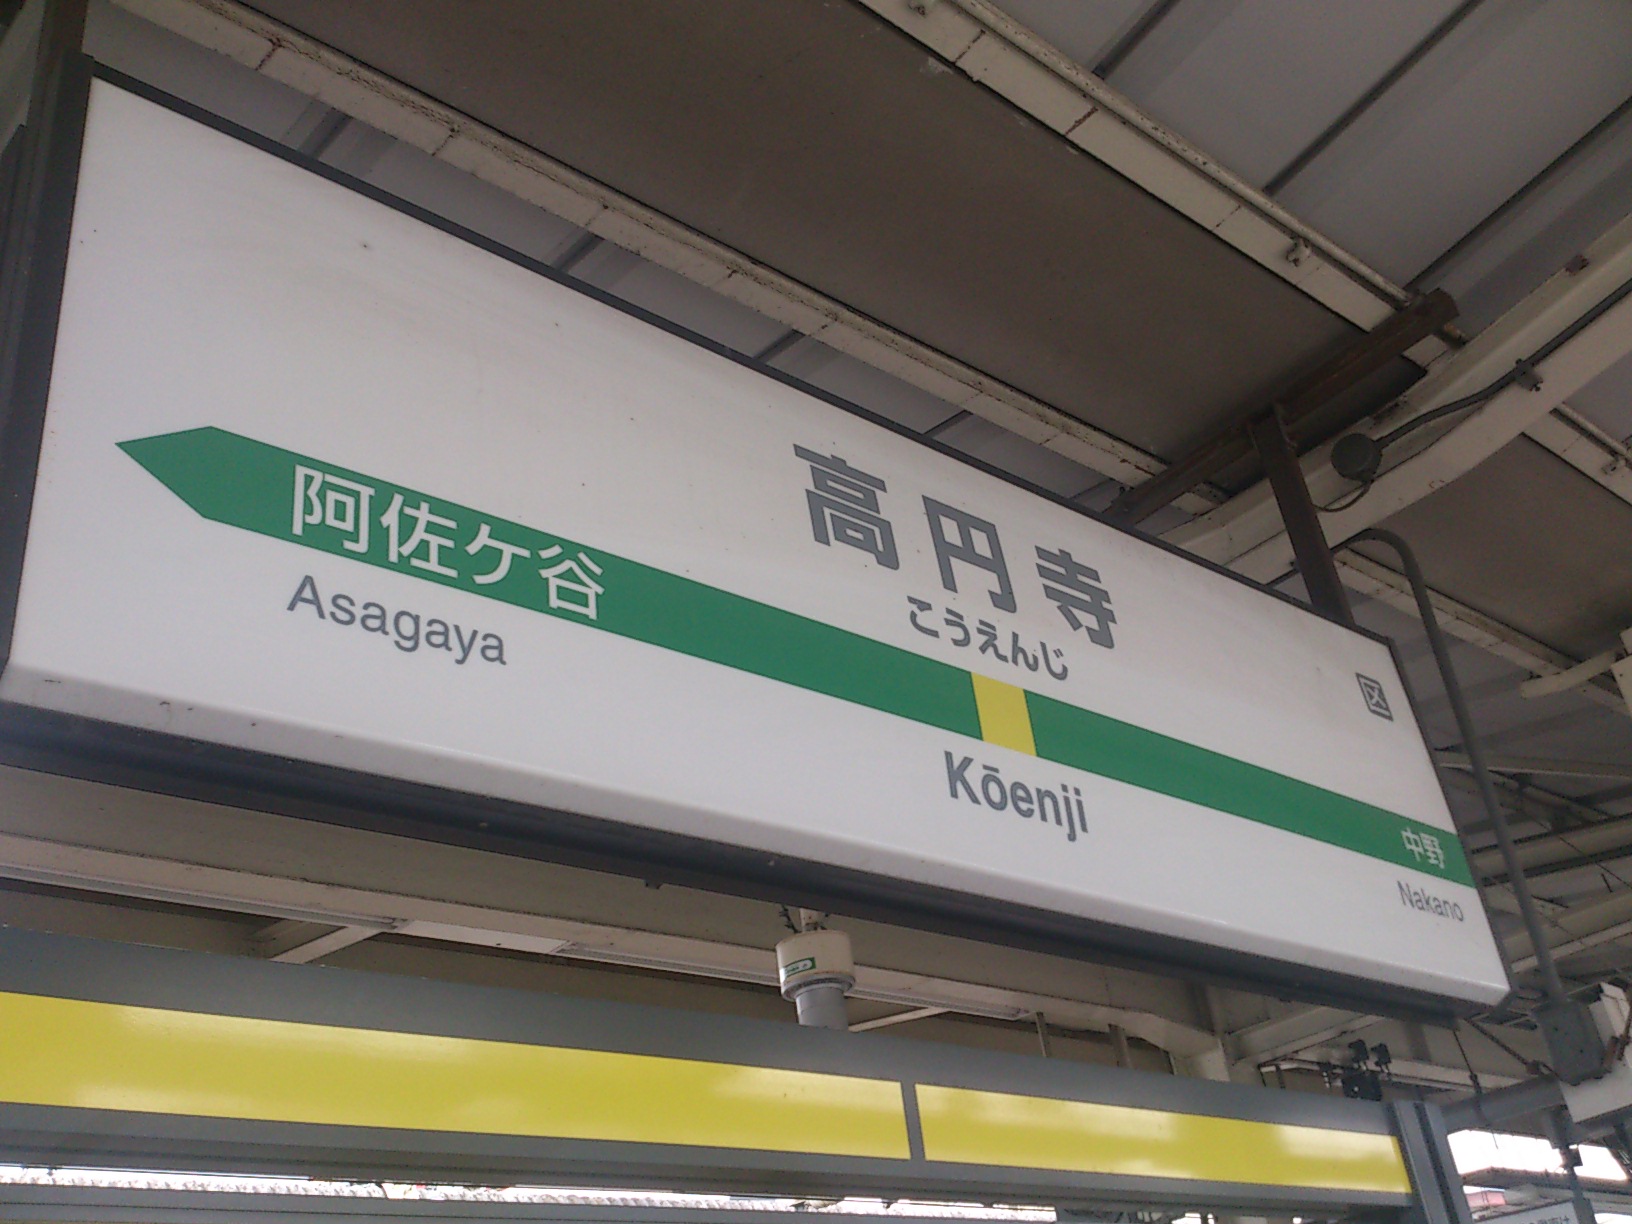 高円寺
こうえんじ
区
阿佐ケ谷
中野
Asagaya
Kōenji
Nakano